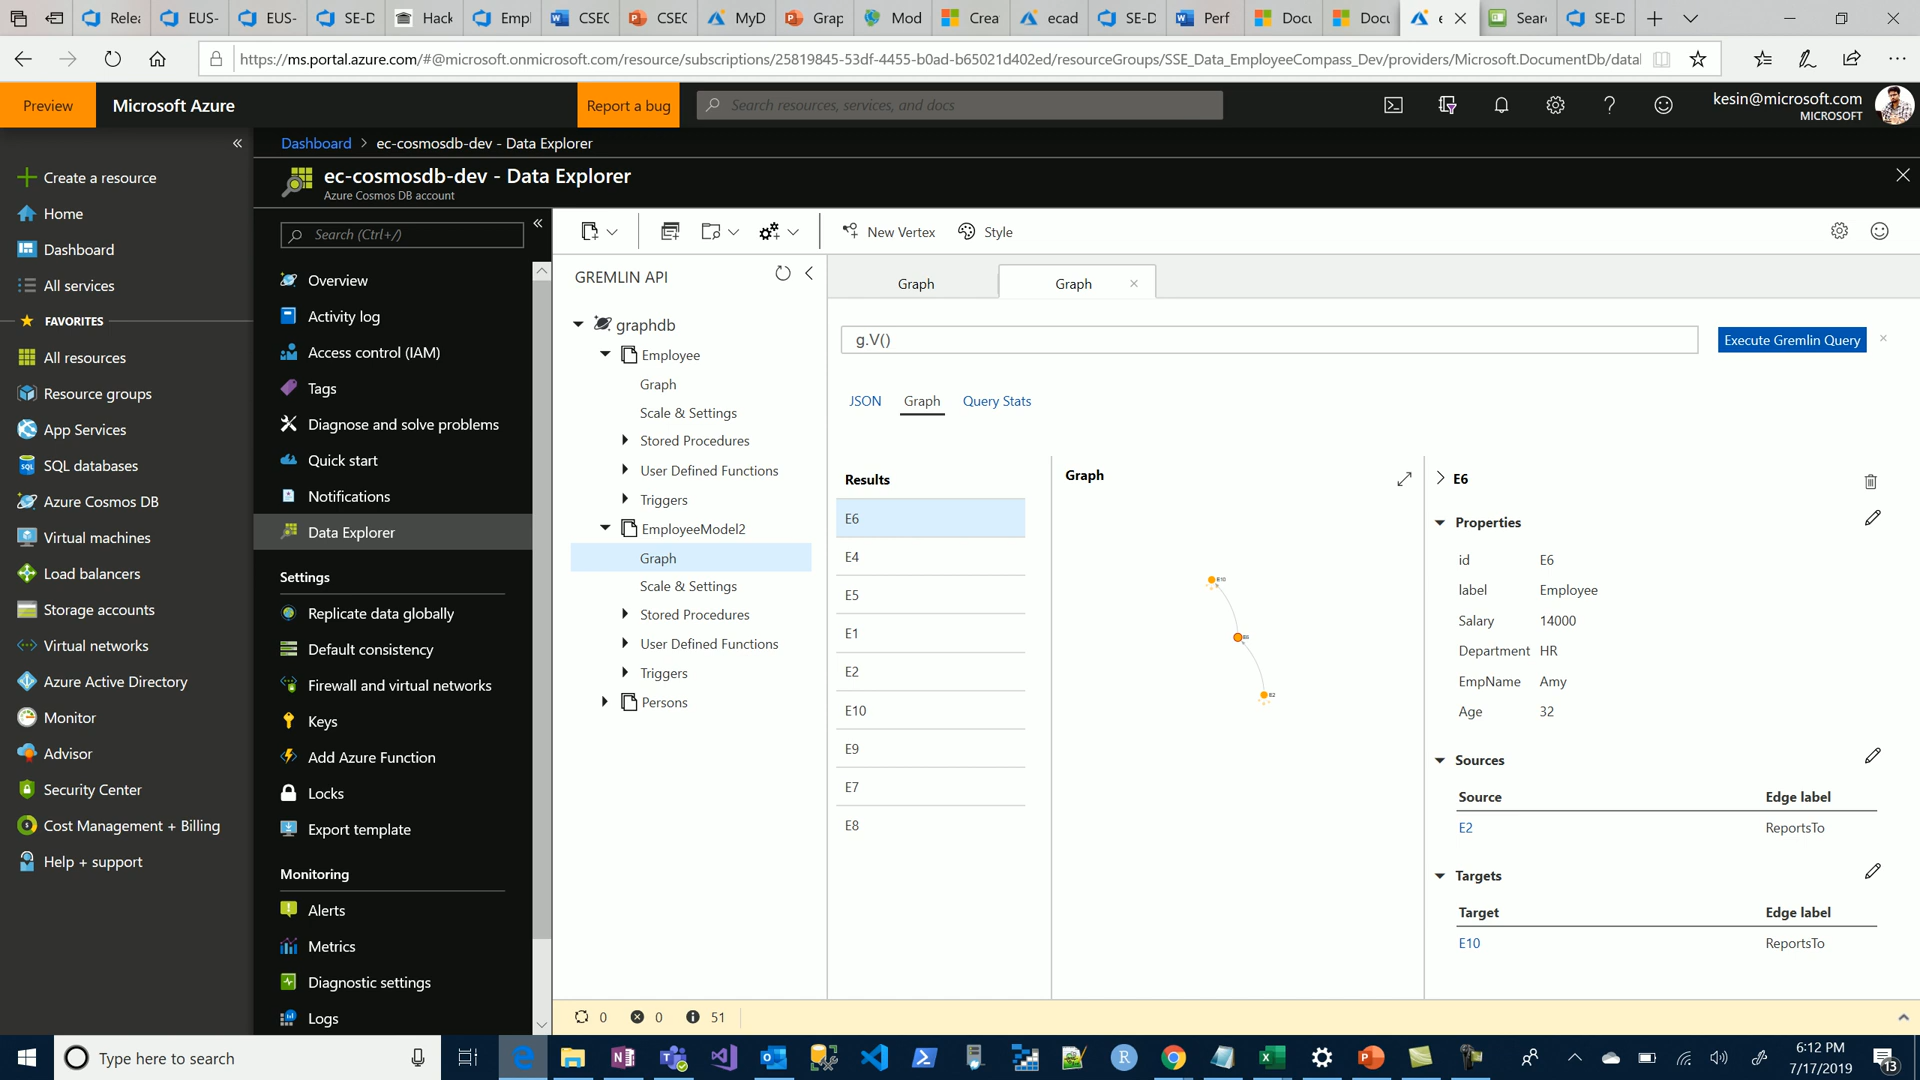 Relea
EUS-
EUS-
SE-D
Hack
Empl
CSEC
CSEC
MyD
Grap
Mod
Crea
ecad
SE-D
Perf
Docu
Docu
e
Sear
SE-D
https://ms.portal.azure.com/#@microsoft.onmicrosoft.com/resource/subscriptions/25819845-53df-4455-b0ad-b65021d402ed/resourceGroups/SSE_Data_EmployeeCompass_Dev/providers/Microsoft.DocumentDb/datal
Preview
Microsoft Azure
Report a bug
Search resources, services, and docs
kesin@microsoft.com
MICROSOFT
Dashboard > ec-cosmosdb-dev - Data Explorer
ec-cosmosdb-dev - Data Explorer
Azure Cosmos DB account
Create a resource
Home
Dashboard
All services
FAVORITES
All resources
Resource groups
App Services
SQL databases
Azure Cosmos DB
Virtual machines
Load balancers
Storage accounts
Virtual networks
Azure Active Directory
Monitor
Advisor
Security Center
Cost Management + Billing
Help + support
Search (Ctrl+/)
Overview
Activity log
Access control (IAM)
Tags
Diagnose and solve problems
Quick start
Notifications
Data Explorer
Settings
Replicate data globally
Default consistency
Firewall and virtual networks
Keys
Add Azure Function
Locks
Export template
Monitoring
Alerts
Metrics
Diagnostic settings
Logs
New Vertex
Style
GREMLIN API
graphdb
Employee
Graph
Scale & Settings
Stored Procedures
User Defined Functions
Triggers
EmployeeModel2
Graph
Scale & Settings
Stored Procedures
User Defined Functions
Triggers
Persons
Graph
Graph
g.V()
Execute Gremlin Query
JSON
Graph
Query Stats
Results
E6
E4
E5
E1
E2
E10
E9
E7
E8
Graph
E10
E6
E2
E6
Properties
id E6
label Employee
Salary 14000
Department HR
EmpName Amy
Age 32
Sources
Source Edge label
E2 ReportsTo
Targets
Target Edge label
E10 ReportsTo
0 0 51
Type here to search
6:12 PM
7/17/2019
13